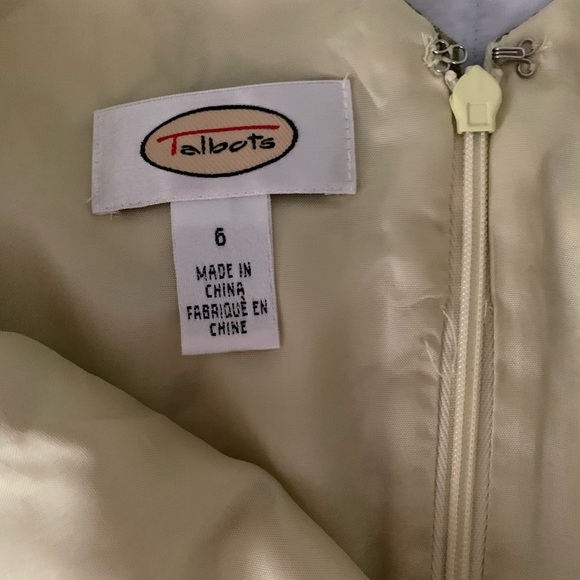 Talbots
6
MADE IN
CHINA
FABRIQUÈ EN
CHINE